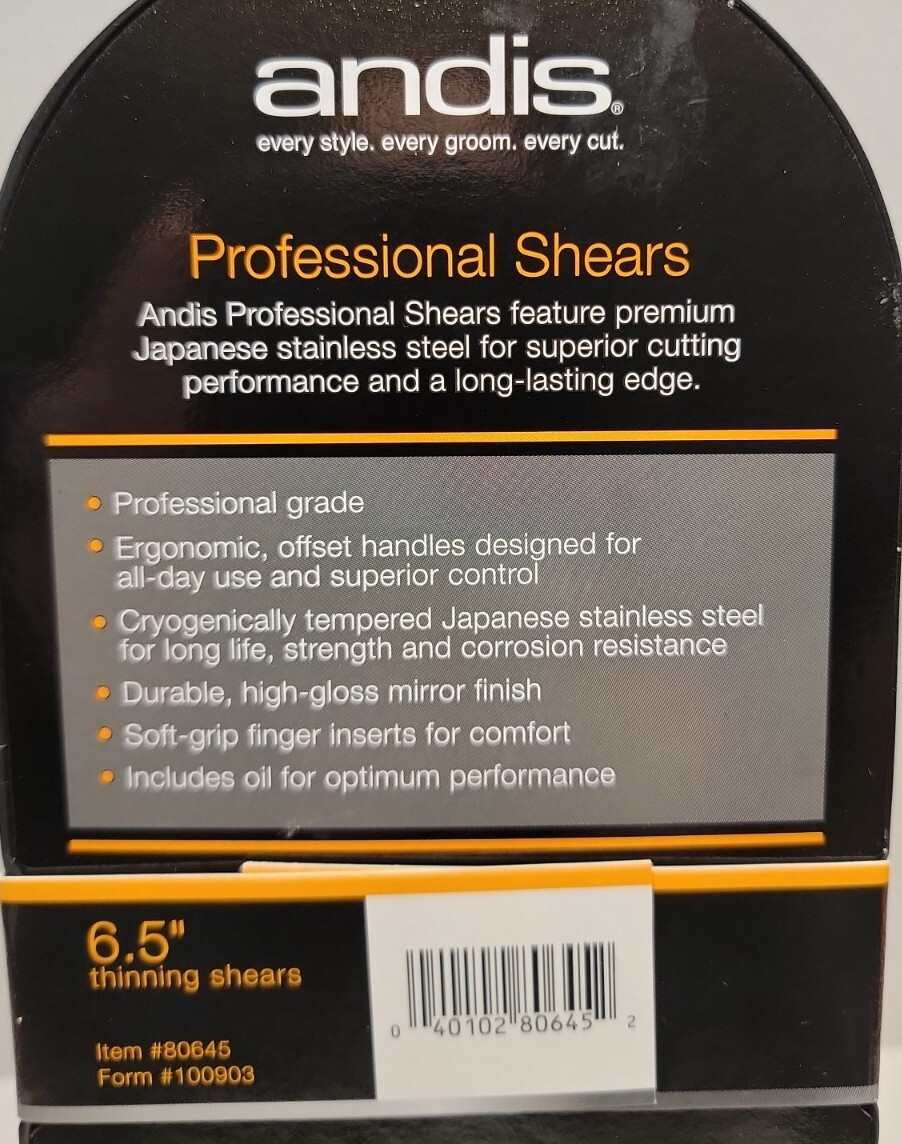 andis®
every style. every groom. every cut.
Professional Shears
Andis Professional Shears feature premium
Japanese stainless steel for superior cutting
performance and a long-lasting edge.
• Professional grade
• Ergonomic, offset handles designed for
all-day use and superior control
• Cryogenically tempered Japanese stainless steel
for long life, strength and corrosion resistance
• Durable, high-gloss mirror finish
• Soft-grip finger inserts for comfort
• Includes oil for optimum performance
6.5"
thinning shears
Item #80645
Form #100903
0 40102 80645 2